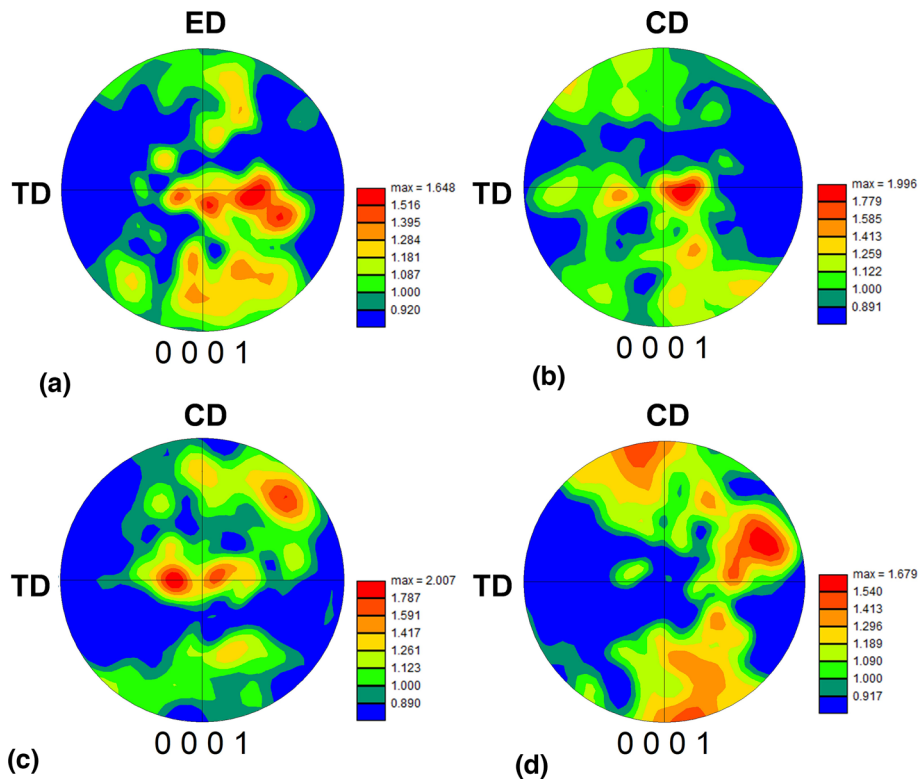 ED
TD
max = 1.648
1.516
1.395
1.284
1.181
1.087
1.000
0.920
0 0 0 1
(a)
CD
TD
max = 1.996
1.779
1.585
1.413
1.259
1.122
1.000
0.891
0 0 0 1
(b)
CD
TD
max = 2.007
1.787
1.591
1.417
1.261
1.123
1.000
0.890
0 0 0 1
(c)
CD
TD
max = 1.679
1.540
1.413
1.296
1.189
1.090
1.000
0.917
0 0 0 1
(d)